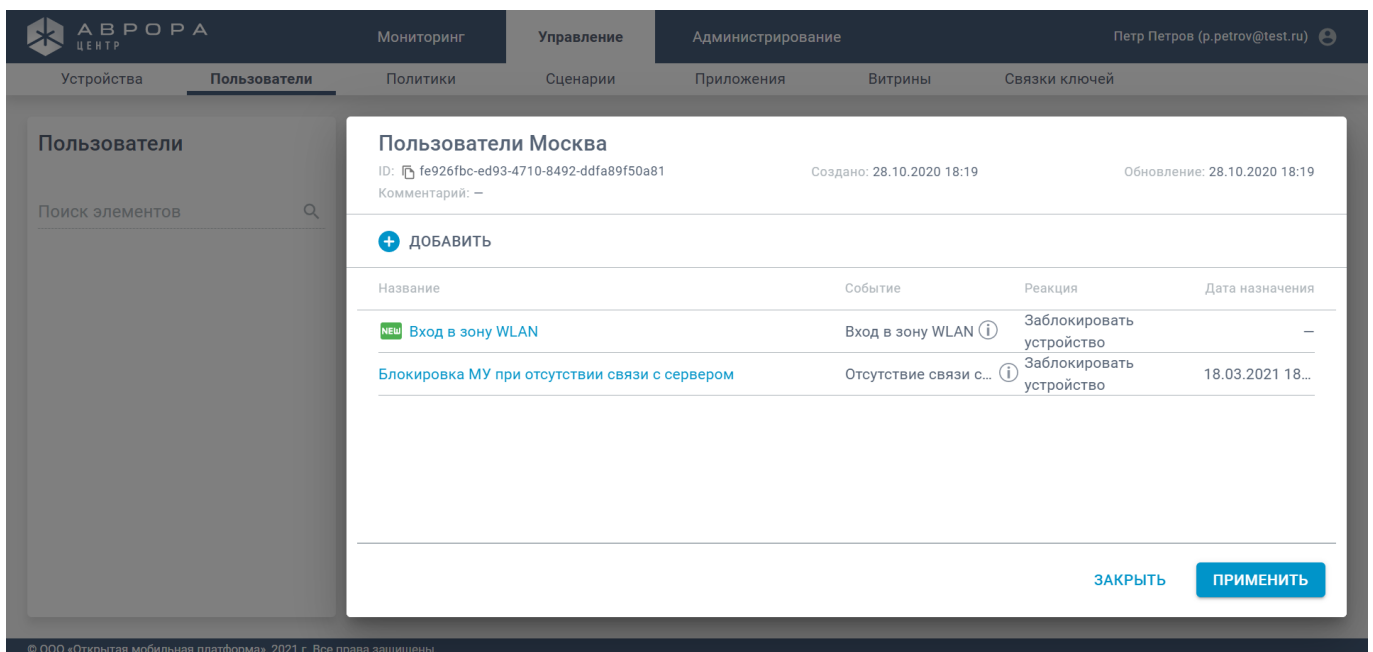 АВРОРА
ЦЕНТР
Мониторинг
Управление
Администрирование
Петр Петров (p.petrov@test.ru)
Устройства
Пользователи
Политики
Сценарии
Приложения
Витрины
Связки ключей
Пользователи
Поиск элементов
Пользователи Москва
ID: fe926fbc-ed93-4710-8492-ddfa89f50a81
Создано: 28.10.2020 18:19
Обновление: 28.10.2020 18:19
Комментарий: —
ДОБАВИТЬ
Название
Событие
Реакция
Дата назначения
NEW Вход в зону WLAN
Вход в зону WLAN
Заблокировать
устройство
—
Блокировка МУ при отсутствии связи с сервером
Отсутствие связи с...
Заблокировать
устройство
18.03.2021 18...
ЗАКРЫТЬ
ПРИМЕНИТЬ
© ООО «Открытая мобильная платформа», 2021 г. Все права защищены